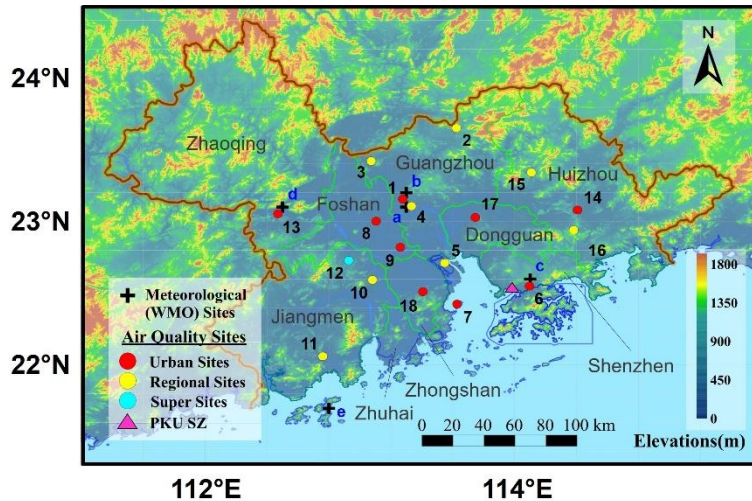 24°N
23°N
22°N
112°E
114°E
N
Zhaoqing
Guangzhou
Huizhou
Foshan
Dongguan
Jiangmen
Zhongshan
Zhuhai
Shenzhen
2
3
1
b
15
d
17
14
a
4
13
8
9
5
16
12
c
10
6
18
7
11
e
Meteorological
(WMO) Sites
Air Quality Sites
Urban Sites
Regional Sites
Super Sites
PKU SZ
1800
1350
900
450
0
Elevations(m)
0 20 40 60 80 100 km